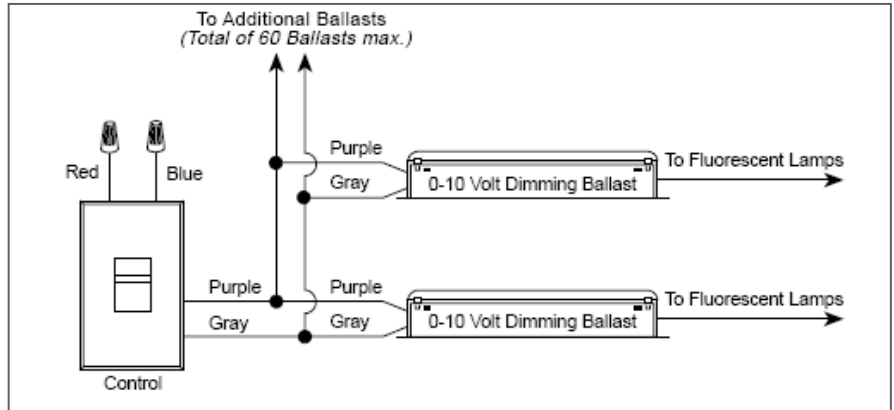 To Additional Ballasts
(Total of 60 Ballasts max.)
Red
Blue
Purple
Gray
0-10 Volt Dimming Ballast
To Fluorescent Lamps
Purple
Gray
Purple
Gray
0-10 Volt Dimming Ballast
To Fluorescent Lamps
Control